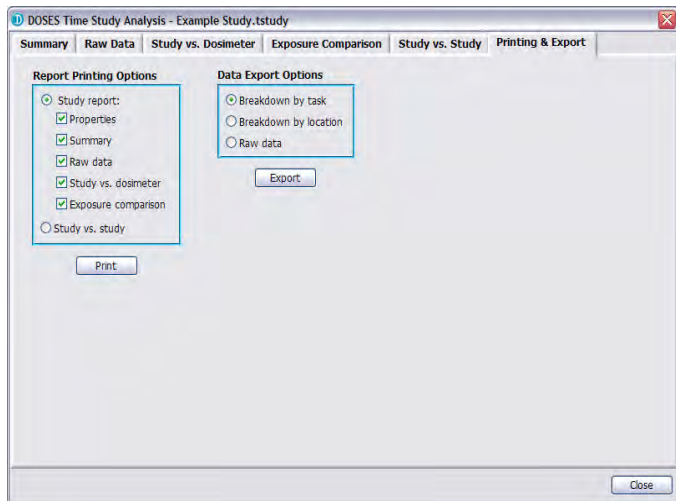 DOSES Time Study Analysis - Example Study.tstudy
Summary Raw Data Study vs. Dosimeter Exposure Comparison Study vs. Study Printing & Export
Report Printing Options
Study report:
Properties
Summary
Raw data
Study vs. dosimeter
Exposure comparison
Study vs. study
Print
Data Export Options
Breakdown by task
Breakdown by location
Raw data
Export
Close